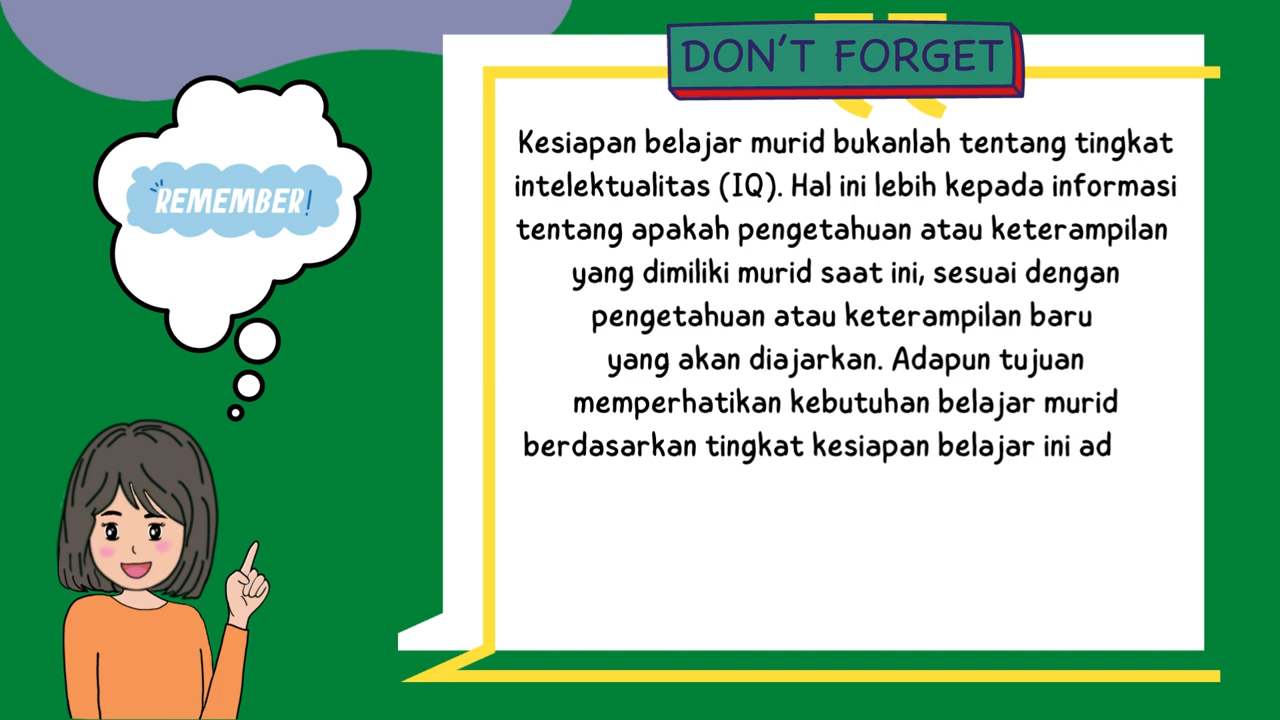 DON'T FORGET
REMEMBER!
Kesiapan belajar murid bukanlah tentang tingkat
intelektualitas (IQ). Hal ini lebih kepada informasi
tentang apakah pengetahuan atau keterampilan
yang dimiliki murid saat ini, sesuai dengan
pengetahuan atau keterampilan baru
yang akan diajarkan. Adapun tujuan
memperhatikan kebutuhan belajar murid
berdasarkan tingkat kesiapan belajar ini ad